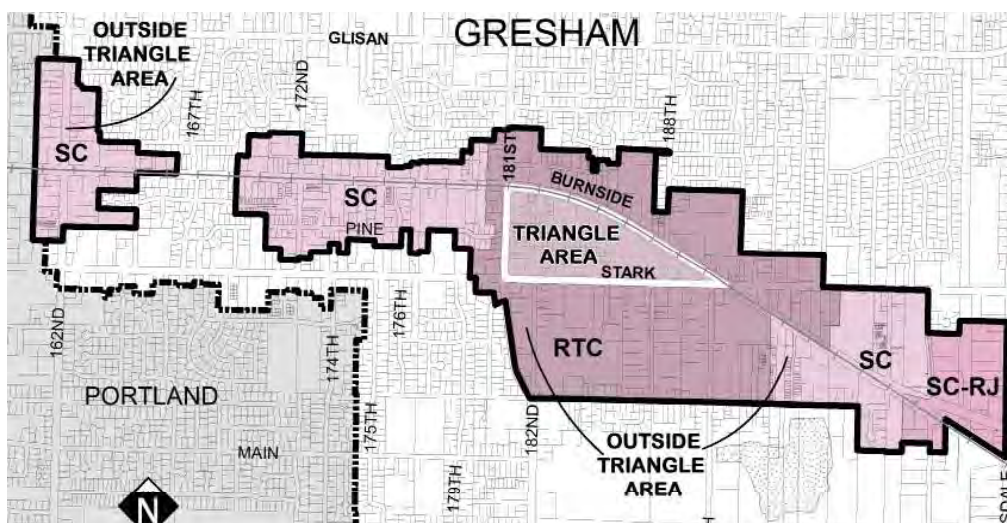 GRESHAM
GLISAN
OUTSIDE
TRIANGLE
AREA
167TH
172ND
181ST
188TH
SC
SC
PINE
BURNSIDE
TRIANGLE
AREA
STARK
162ND
174TH
175TH
176TH
RTC
SC
SC-RJ
PORTLAND
MAIN
179TH
182ND
OUTSIDE
TRIANGLE
AREA
N